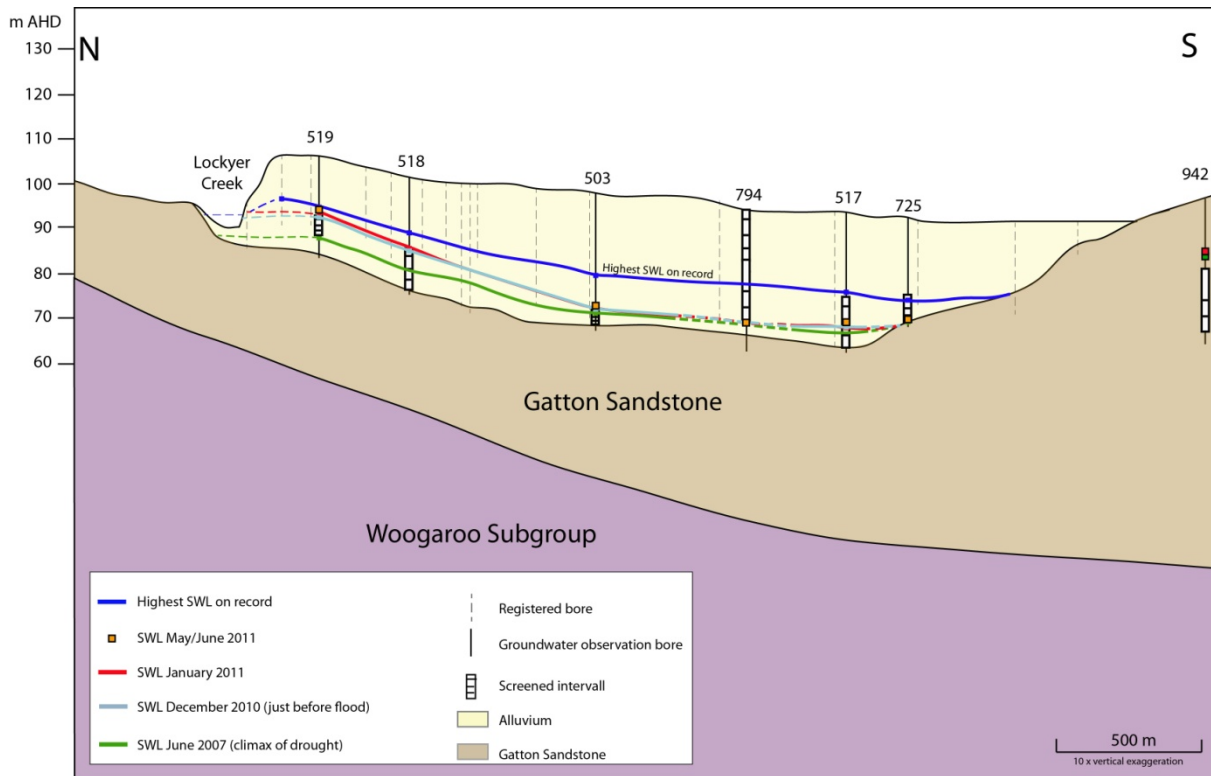 m AHD
N
S
130
120
110
100
90
80
70
60
Lockyer
Creek
519
518
503
794
517
725
942
Highest SWL on record
Gatton Sandstone
Woogaroo Subgroup
Highest SWL on record
SWL May/June 2011
SWL January 2011
SWL December 2010 (just before flood)
SWL June 2007 (climax of drought)
Registered bore
Groundwater observation bore
Screened intervall
Alluvium
Gatton Sandstone
500 m
10 x vertical exaggeration